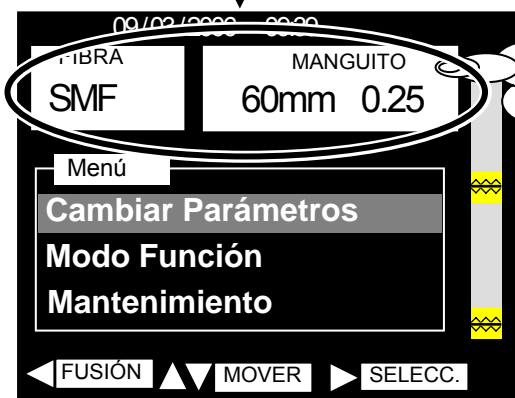 FIBRA MANGUITO
SMF 60mm 0.25
Menú
Cambiar Parámetros
Modo Función
Mantenimiento
FUSIÓN MOVER SELECC.